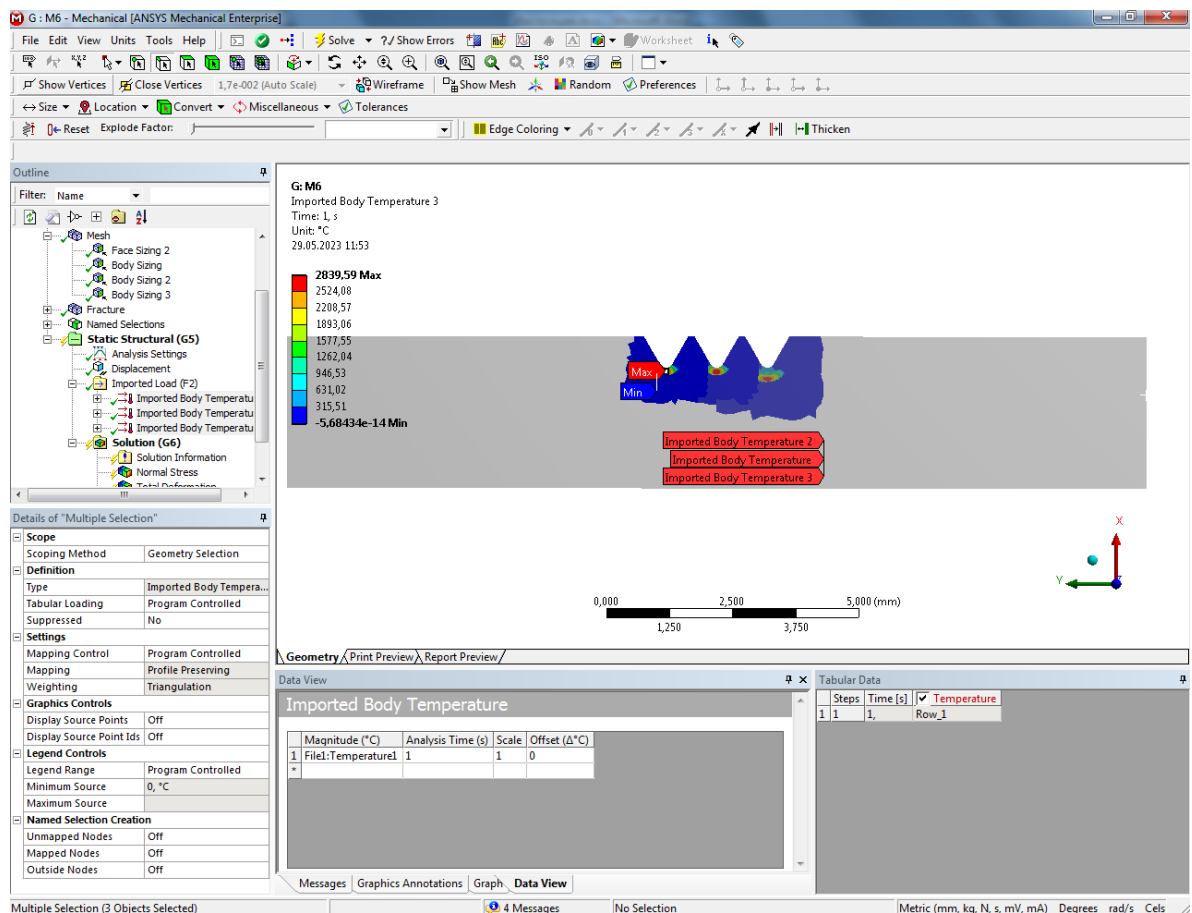 G : M6 - Mechanical [ANSYS Mechanical Enterprise]
File Edit View Units Tools Help Solve ?/ Show Errors Worksheet
Show Vertices Close Vertices 1,7e-002 (Auto Scale) Wireframe Show Mesh Random Preferences
Size Location Convert Miscellaneous Tolerances
Reset Explode Factor: Edge Coloring Thicken
Outline
Filter: Name
Mesh
Face Sizing 2
Body Sizing
Body Sizing 2
Body Sizing 3
Fracture
Named Selections
Static Structural (G5)
Analysis Settings
Displacement
Imported Load (F2)
Imported Body Temperatu
Imported Body Temperatu
Imported Body Temperatu
Solution (G6)
Solution Information
Normal Stress
Total Deformation
Details of "Multiple Selection"
Scope
Scoping Method Geometry Selection
Definition
Type Imported Body Tempera...
Tabular Loading Program Controlled
Suppressed No
Settings
Mapping Control Program Controlled
Mapping Profile Preserving
Weighting Triangulation
Graphics Controls
Display Source Points Off
Display Source Point Ids Off
Legend Controls
Legend Range Program Controlled
Minimum Source 0, °C
Maximum Source
Named Selection Creation
Unmapped Nodes Off
Mapped Nodes Off
Outside Nodes Off
G: M6
Imported Body Temperature 3
Time: 1, s
Unit: °C
29.05.2023 11:53
2839,59 Max
2524,08
2208,57
1893,06
1577,55
1262,04
946,53
631,02
315,51
-5,68434e-14 Min
Max
Min
Imported Body Temperature 2
Imported Body Temperature
Imported Body Temperature 3
X
Y
0,000 2,500 5,000 (mm)
1,250 3,750
Geometry Print Preview Report Preview
Data View
Imported Body Temperature
Magnitude (°C) Analysis Time (s) Scale Offset (Δ°C)
1 File1:Temperature1 1 1 0
*
Messages Graphics Annotations Graph Data View
Tabular Data
Steps Time [s] Temperature
1 1 1, Row_1
Multiple Selection (3 Objects Selected) 4 Messages No Selection Metric (mm, kg, N, s, mV, mA) Degrees rad/s Cels